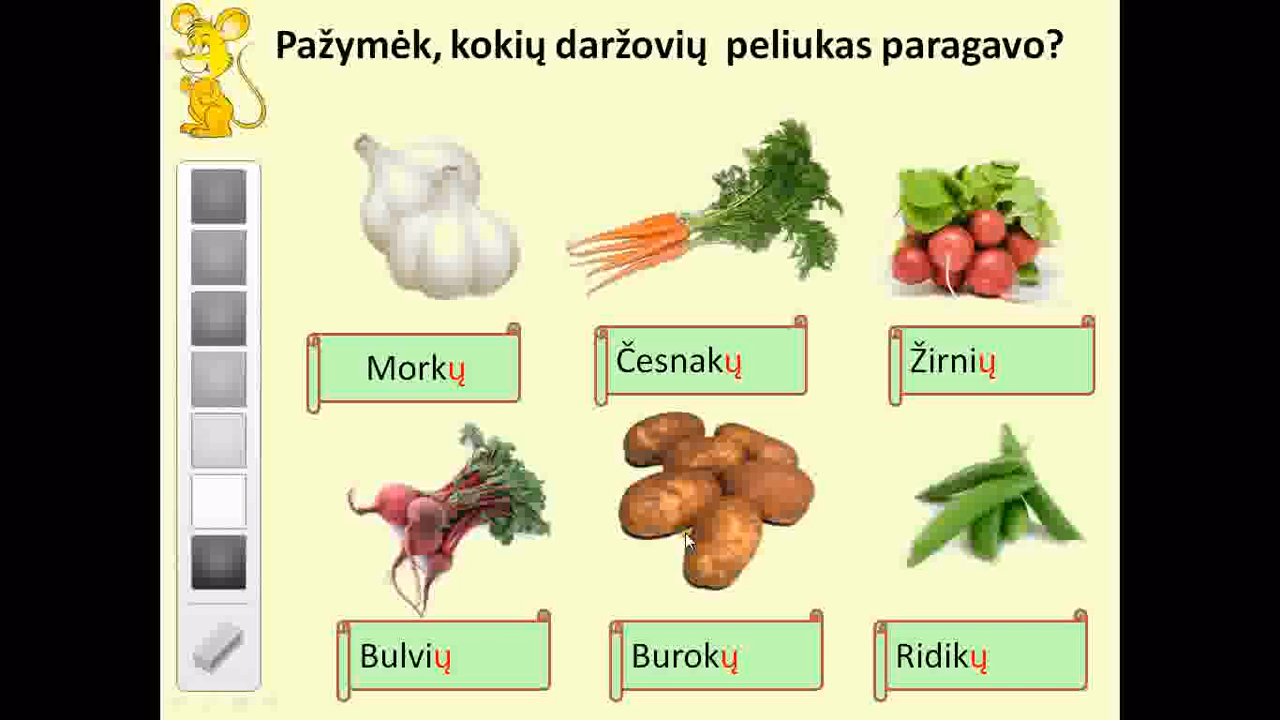 Pažymėk, kokių daržovių peliukas paragavo?
Morkų
Česnakų
Žirnių
Bulvių
Burokų
Ridikų